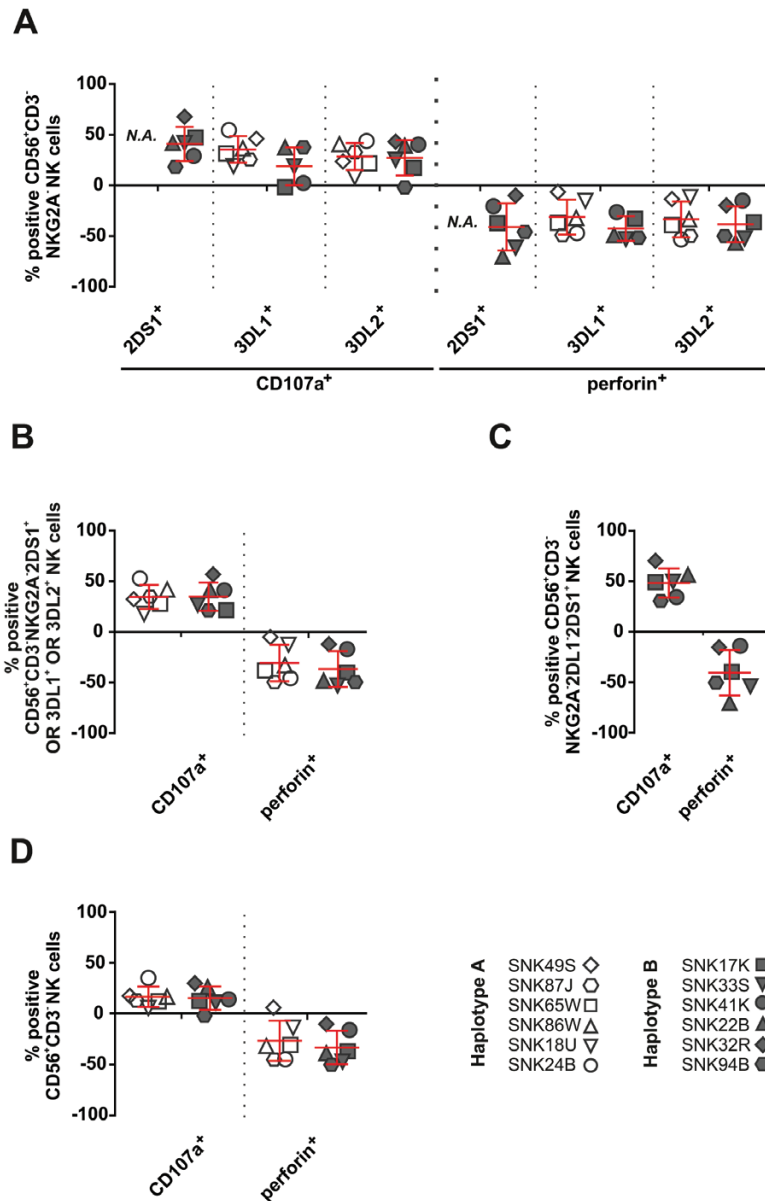 A
% positive CD56⁺CD3⁻
NKG2A⁻ NK cells
100
50
0
-50
-100
N.A.
N.A.
2DS1⁺
3DL1⁺
3DL2⁺
2DS1⁺
3DL1⁺
3DL2⁺
CD107a⁺
perforin⁺
B
% positive
CD56⁺CD3⁻NKG2A⁻2DS1⁺
OR 3DL1⁺ OR 3DL2⁺ NK cells
100
50
0
-50
-100
CD107a⁺
perforin⁺
C
% positive CD56⁺CD3⁻
NKG2A⁻2DL1⁻2DS1⁺ NK cells
100
50
0
-50
-100
CD107a⁺
perforin⁺
D
% positive
CD56⁺CD3⁻NK cells
100
50
0
-50
-100
CD107a⁺
perforin⁺
Haplotype A
SNK49S
SNK87J
SNK65W
SNK86W
SNK18U
SNK24B
Haplotype B
SNK17K
SNK33S
SNK41K
SNK22B
SNK32R
SNK94B